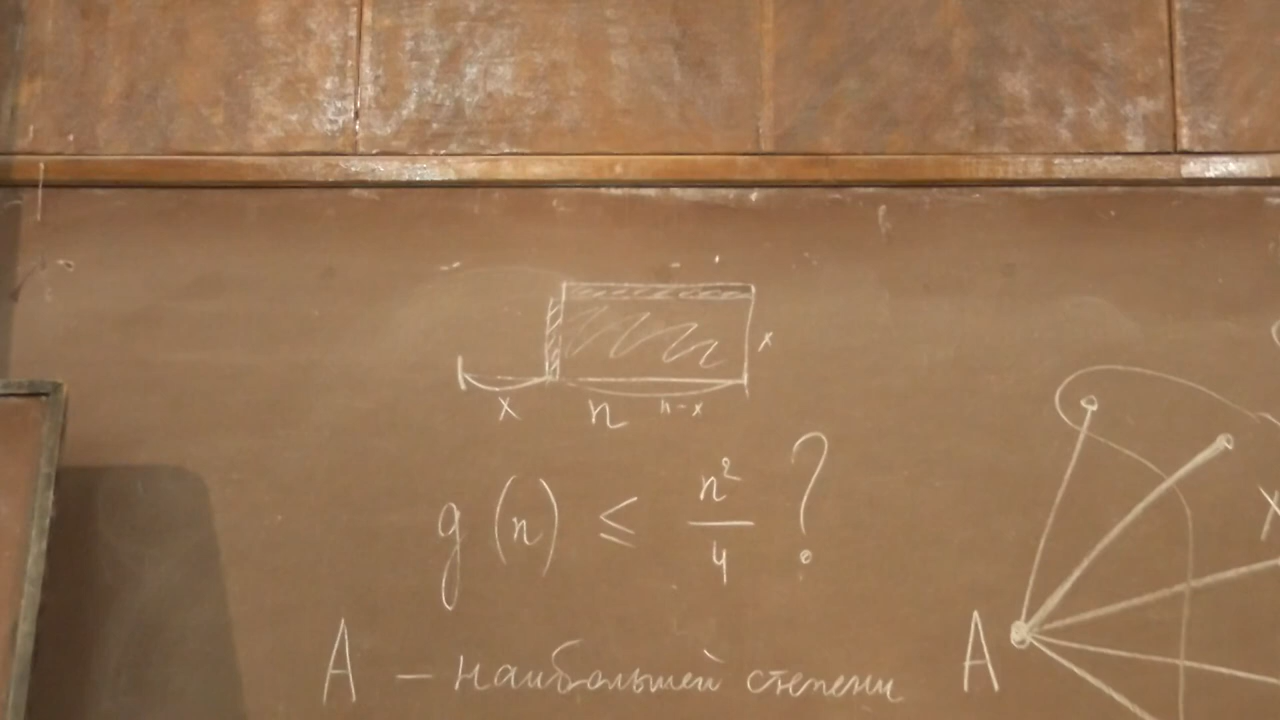 x
x n n-x
g(n) ≤ n²/4 ?
A — наибольшей степени
A